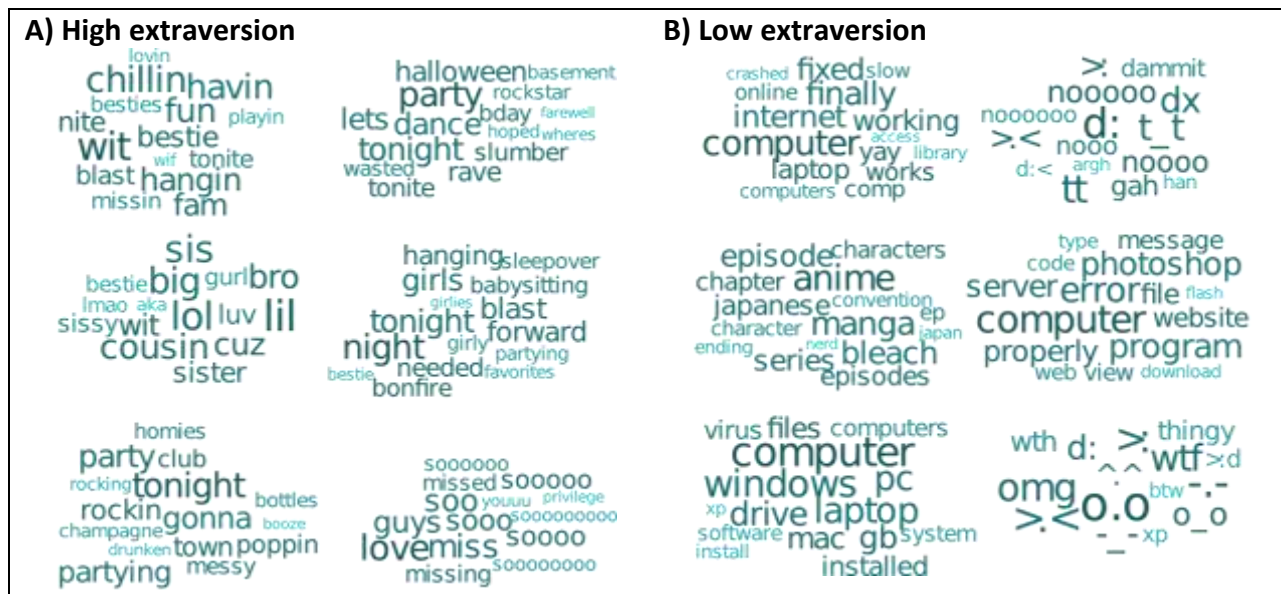 A) High extraversion
lovin
chillin havin
besties fun
nite playin
bestie
wit
wif tonite
blast hangin
missin fam
halloween basement
party rockstar
lets dance bday farewell
hoped wheres
tonight slumber
wasted rave
tonite
sis
bestie big gurl bro
lmao aka
sissy wit lol luv lil
cousin cuz
sister
hanging sleepover
girls babysitting
girlies blast
tonight forward
night girly
partying
bestie needed favorites
bonfire
homies
party club
rocking tonight bottles
rockin gonna booze
champagne
drunken town poppin
partying messy
soooooo
missed sooooo
soo youuu privilege
guys sooo sooooooooo
love miss soooo
missing soooooooo
B) Low extraversion
crashed fixed slow
online finally
internet working
computer access
yay library
laptop works
computers comp
>: dammit
nooooo dx
noooooo d: t_t
>.< nooo
d:< argh noooo
tt gah han
episode characters
chapter anime
japanese convention
character manga ep
japan
ending nerd
series bleach
episodes
type message
code photoshop
server error file flash
computer website
properly program
web view download
virus files computers
computer
windows pc
xp drive laptop
software mac gb system
install
installed
wth d: >: thingy
^_^ wtf >:d
omg o.o btw -.-
>.< o_o
-_- xp